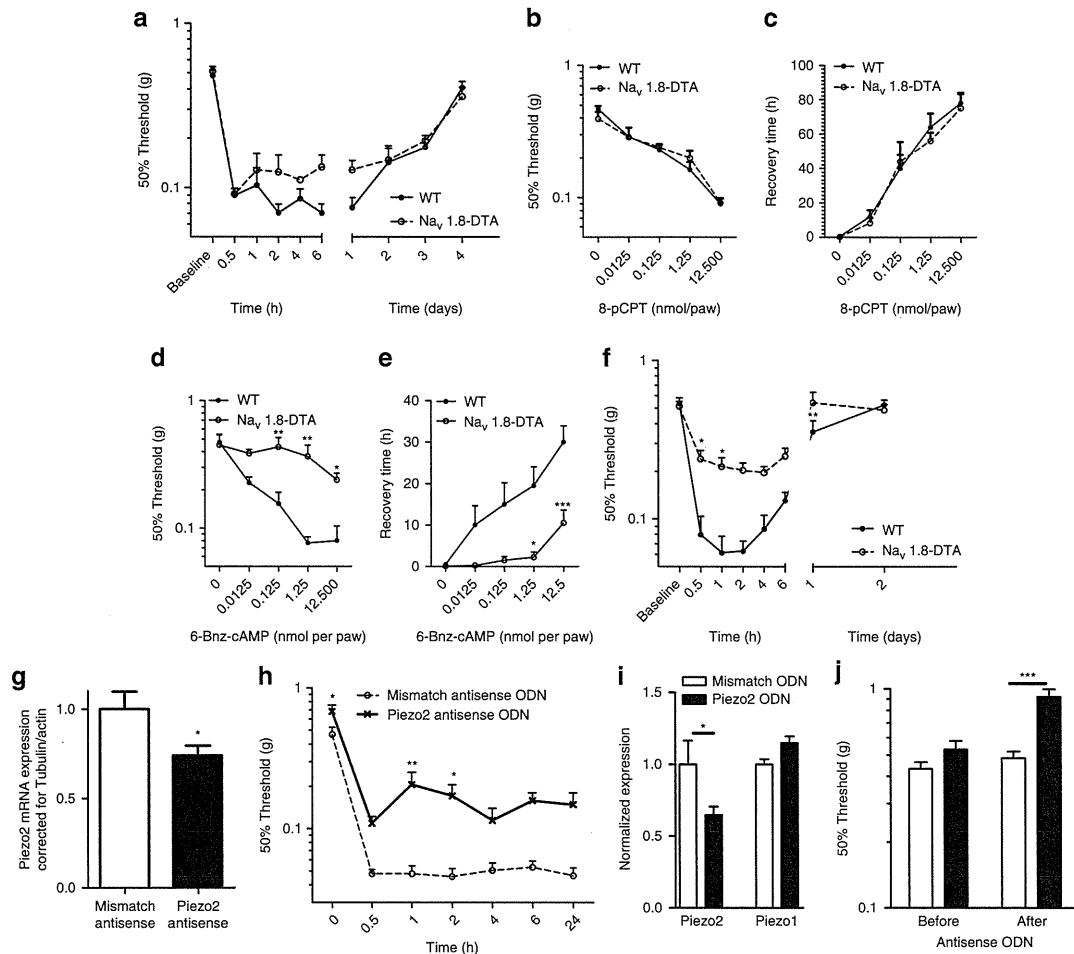 a
1
0.1
50% Threshold (g)
WT
Nav 1.8-DTA
Baseline
0.5
1
2
4
6
1
2
3
4
Time (h)
Time (days)
b
1
0.1
50% Threshold (g)
WT
Nav 1.8-DTA
0
0.0125
0.125
1.25
12.500
8-pCPT (nmol/paw)
c
100
80
60
40
20
0
Recovery time (h)
WT
Nav 1.8-DTA
0
0.0125
0.125
1.25
12.500
8-pCPT (nmol/paw)
d
1
0.1
50% Threshold (g)
WT
Nav 1.8-DTA
**
**
*
0
0.0125
0.125
1.25
12.500
6-Bnz-cAMP (nmol per paw)
e
40
30
20
10
0
Recovery time (h)
WT
Nav 1.8-DTA
*
***
0
0.0125
0.125
1.25
12.5
6-Bnz-cAMP (nmol per paw)
f
1
0.1
50% Threshold (g)
*
*
**
WT
Nav 1.8-DTA
Baseline
0.5
1
2
4
6
1
2
Time (h)
Time (days)
g
1.0
0.5
0.0
Piezo2 mRNA expression
corrected for Tubulin/actin
*
Mismatch
antisense
Piezo2
antisense
h
1
0.1
50% Threshold (g)
Mismatch antisense ODN
Piezo2 antisense ODN
*
**
*
0
0.5
1
2
4
6
24
Time (h)
i
1.5
1.0
0.5
0.0
Normalized expression
Mismatch ODN
Piezo2 ODN
*
Piezo2
Piezo1
j
1
0.1
50% Threshold (g)
***
Before
After
Antisense ODN